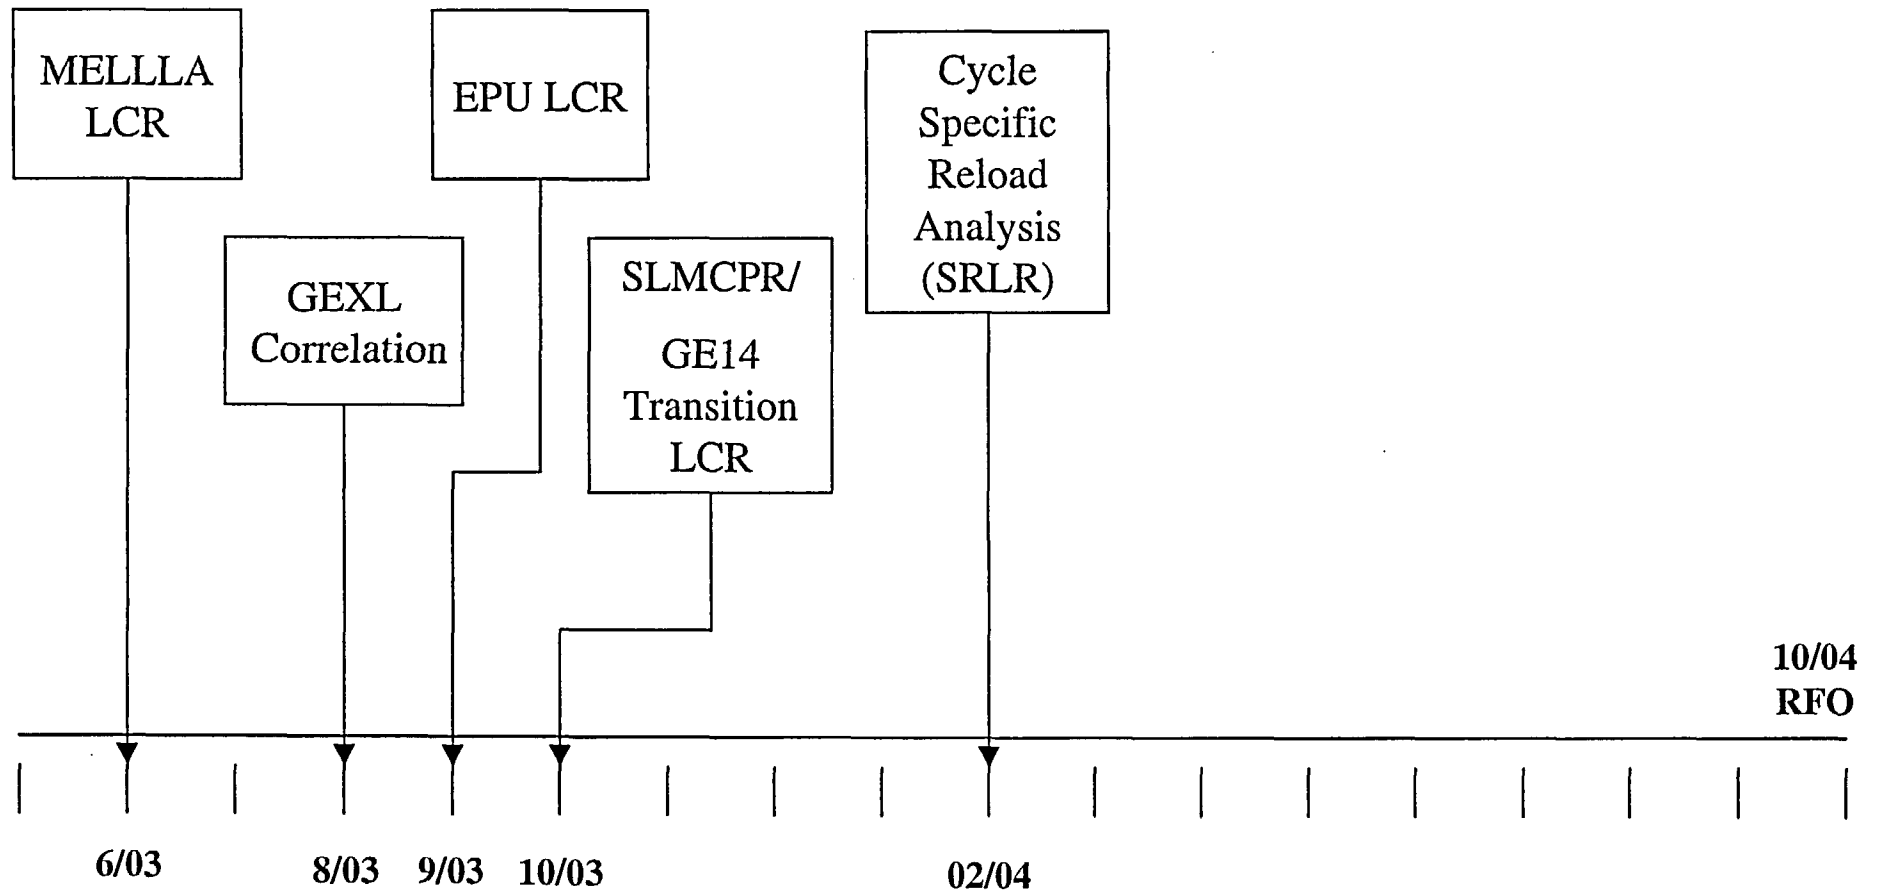 MELLLA
LCR
EPU LCR
Cycle
Specific
Reload
Analysis
(SRLR)
GEXL
Correlation
SLMCPR/
GE14
Transition
LCR
10/04
RFO
6/03
8/03
9/03
10/03
02/04